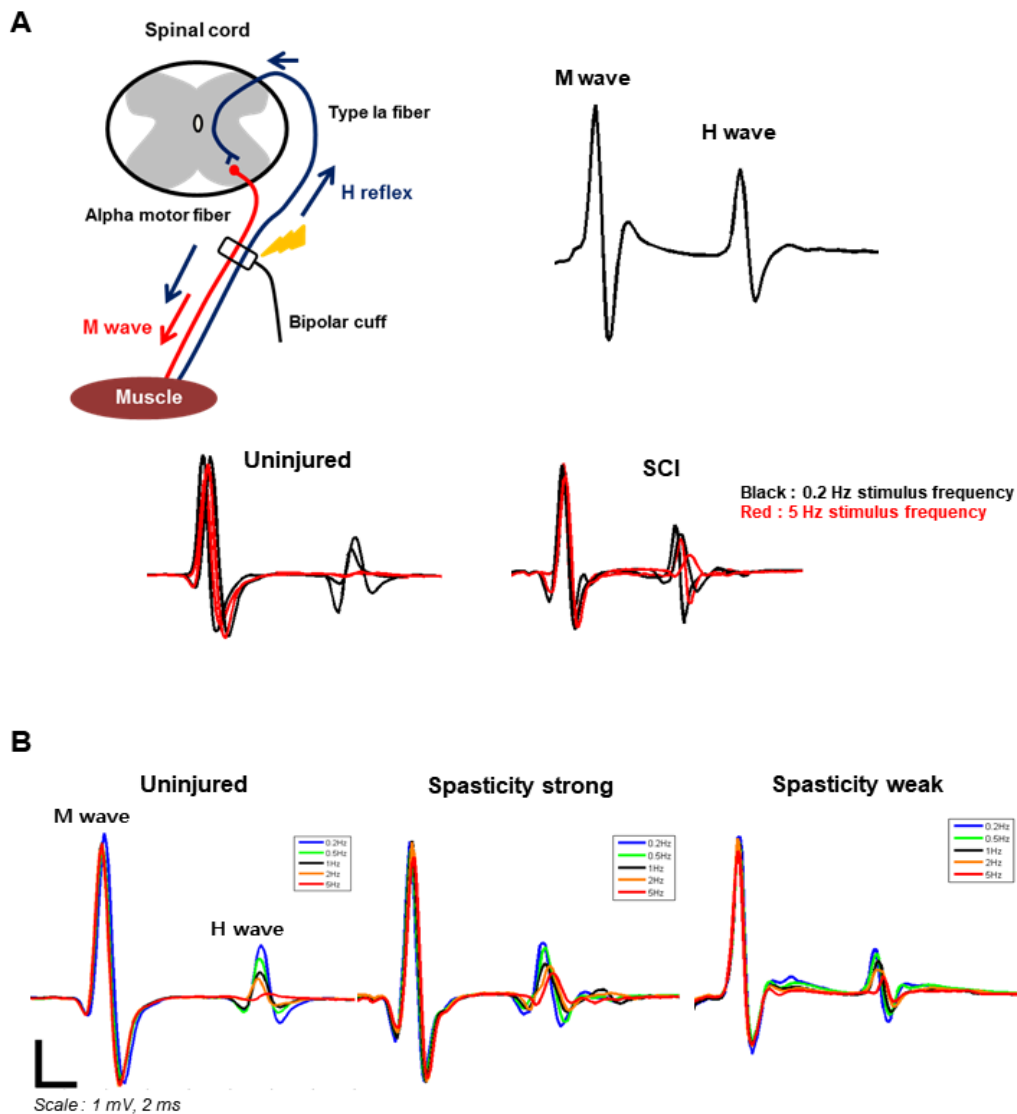 A
Spinal cord
Type Ia fiber
Alpha motor fiber
H reflex
M wave
Bipolar cuff
Muscle
M wave
H wave
Uninjured
SCI
Black : 0.2 Hz stimulus frequency
Red : 5 Hz stimulus frequency
B
Uninjured
M wave
H wave
0.2Hz
0.5Hz
1Hz
2Hz
5Hz
Scale : 1 mV, 2 ms
Spasticity strong
0.2Hz
0.5Hz
1Hz
2Hz
5Hz
Spasticity weak
0.2Hz
0.5Hz
1Hz
2Hz
5Hz